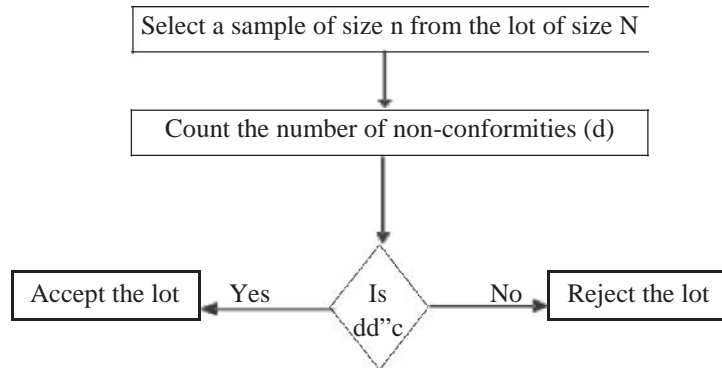 Select a sample of size n from the lot of size N
Count the number of non-conformities (d)
Accept the lot
Yes
Is
dd”c
No
Reject the lot